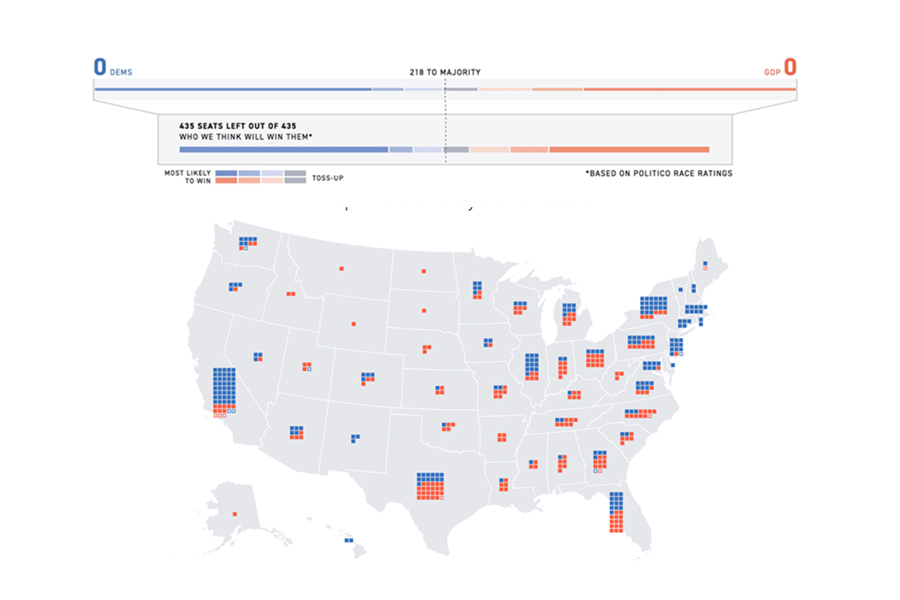 0 DEMS
218 TO MAJORITY
GOP 0
435 SEATS LEFT OUT OF 435
WHO WE THINK WILL WIN THEM*
MOST LIKELY
TO WIN
TOSS-UP
*BASED ON POLITICO RACE RATINGS